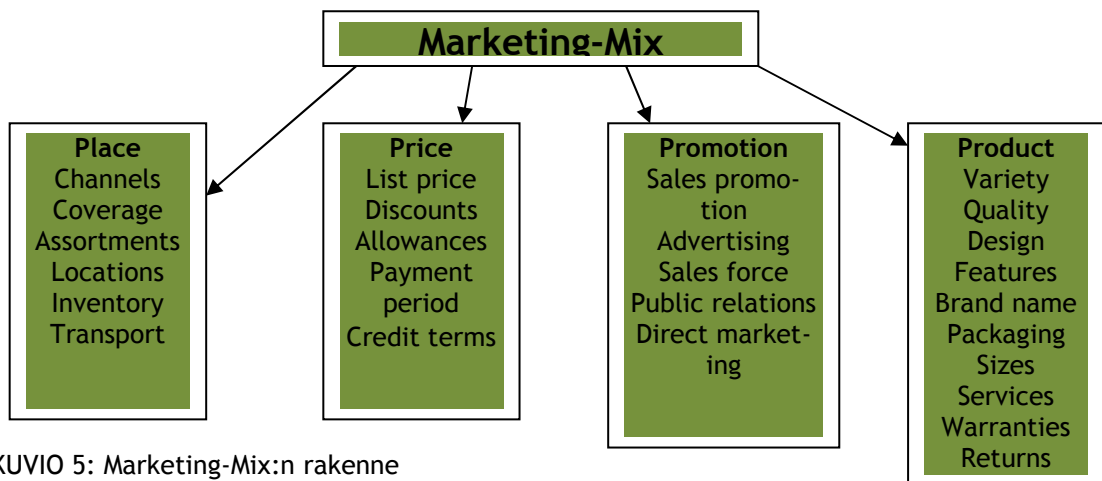 Marketing-Mix
Place
Channels
Coverage
Assortments
Locations
Inventory
Transport
Price
List price
Discounts
Allowances
Payment
period
Credit terms
Promotion
Sales promo-
tion
Advertising
Sales force
Public relations
Direct market-
ing
Product
Variety
Quality
Design
Features
Brand name
Packaging
Sizes
Services
Warranties
Returns
KUVIO 5: Marketing-Mix:n rakenne